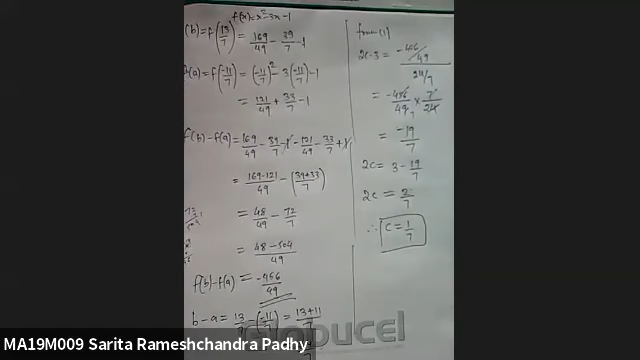 f(x)=x²-3x-1
f(b)=f(13/7) = 169/49 - 39/7 - 1
f(a)=f(-11/7) = (-11/7)² - 3(-11/7) - 1
= 121/49 + 33/7 - 1
f(b)-f(a) = 169/49 - 39/7 - 1 - 121/49 - 33/7 + 1
= 169-121/49 - (39+33/7)
= 48/49 - 72/7
= 48-504/49
f(b)-f(a) = -456/49
b-a = 13/7 - (-11/7) = 13+11/7
from (1)
2c-3 = -456/49 / 24/7
= -456/49 × 7/24
= -19/7
2c = 3 - 19/7
2c = 2/7
∴ c = 1/7
MA19M009 Sarita Rameshchandra Padhy